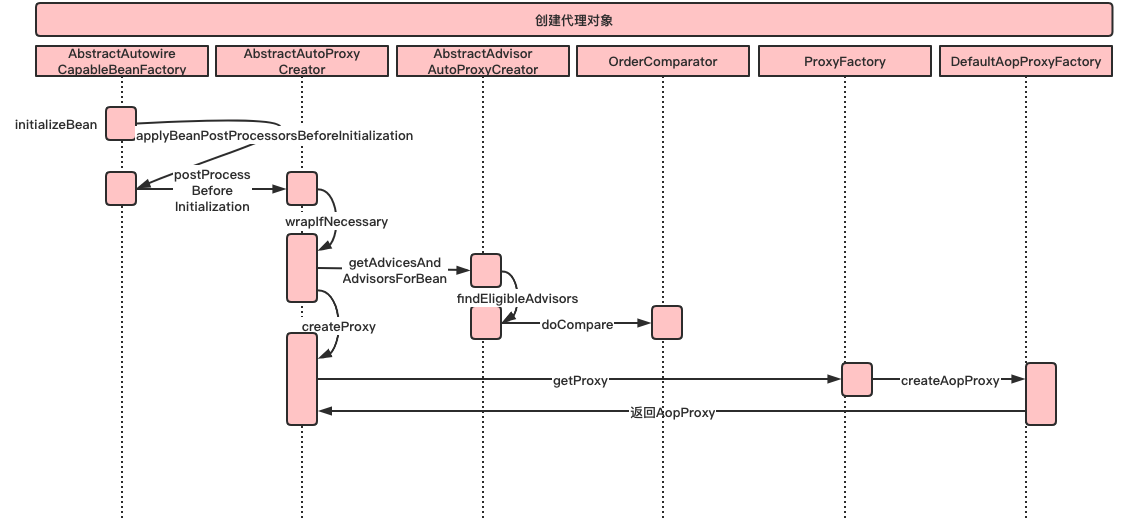 创建代理对象
AbstractAutowire
CapableBeanFactory
AbstractAutoProxy
Creator
AbstractAdvisor
AutoProxyCreator
OrderComparator
ProxyFactory
DefaultAopProxyFactory
initializeBean
applyBeanPostProcessorsBeforeInitialization
postProcess
Before
Initialization
wrapIfNecessary
getAdvicesAnd
AdvisorsForBean
findEligibleAdvisors
createProxy
doCompare
getProxy
createAopProxy
返回AopProxy